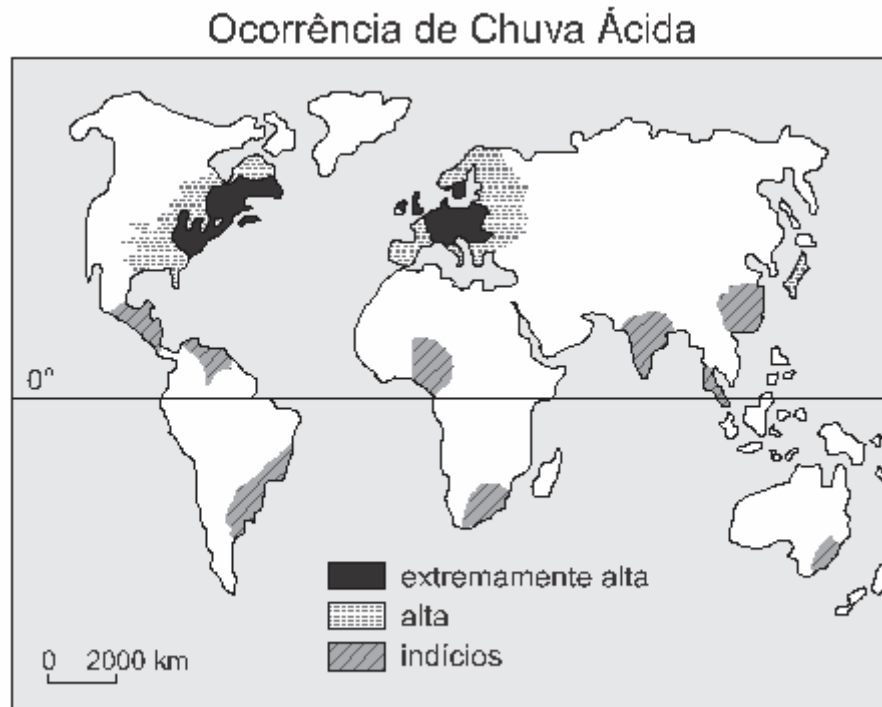 Ocorrência de Chuva Ácida
0°
extremamente alta
alta
indícios
0 2000 km